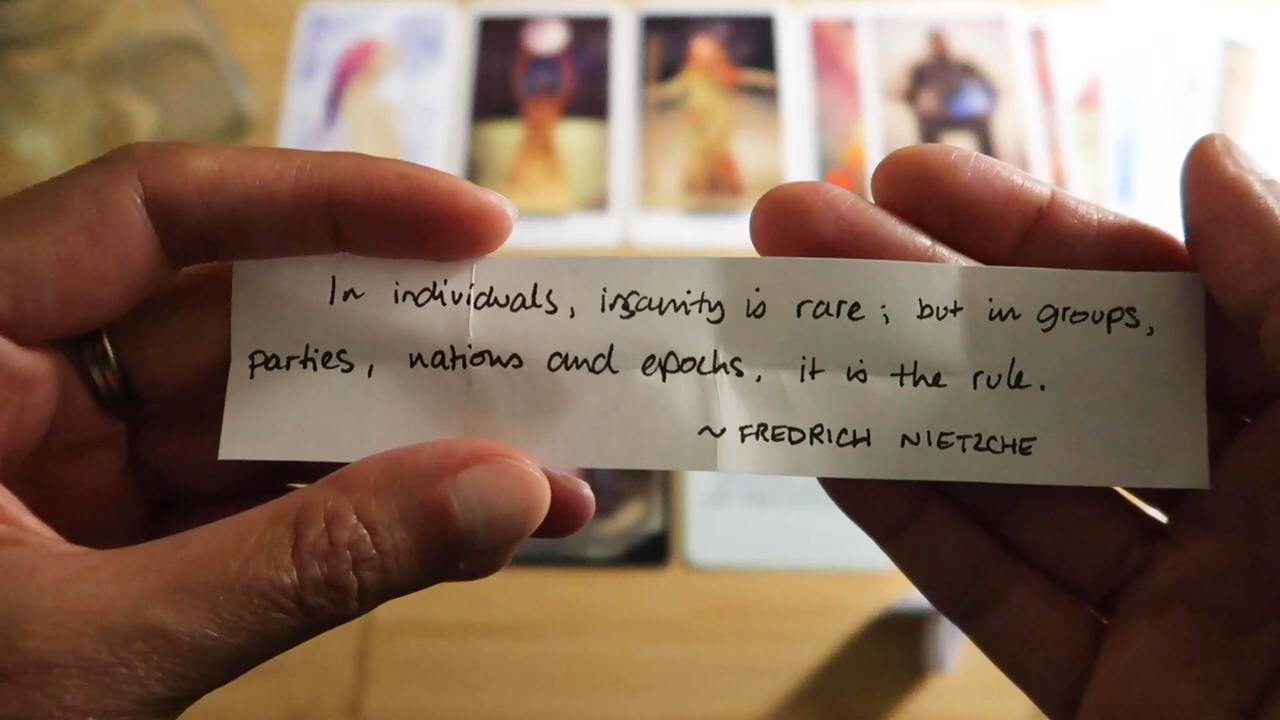 In individuals, insanity is rare; but in groups,
parties, nations and epochs, it is the rule.
~ FREDRICH NIETZCHE